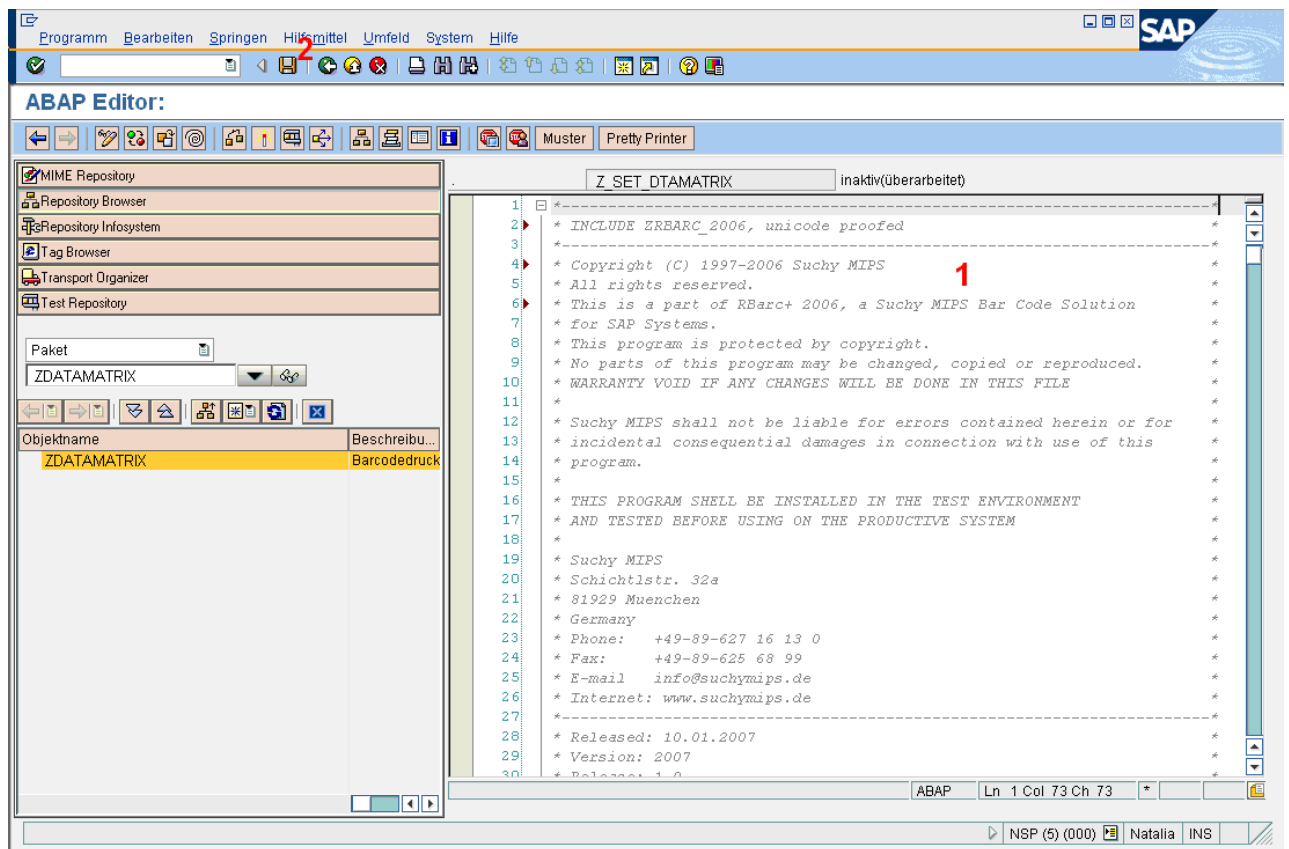 Programm Bearbeiten Springen Hilfsmittel Umfeld System Hilfe
SAP
2
ABAP Editor:
Muster Pretty Printer
MIME Repository
Repository Browser
Repository Infosystem
Tag Browser
Transport Organizer
Test Repository
Paket
ZDATAMATRIX
Objektname Beschreibu...
ZDATAMATRIX Barcodedruck
. Z_SET_DTAMATRIX inaktiv(überarbeitet)
1 *------------------------------------------------------------------------*
2 * INCLUDE ZRBARC_2006, unicode proofed *
3 *------------------------------------------------------------------------*
4 * Copyright (C) 1997-2006 Suchy MIPS *
1
5 * All rights reserved. *
6 * This is a part of RBarc+ 2006, a Suchy MIPS Bar Code Solution *
7 * for SAP Systems. *
8 * This program is protected by copyright. *
9 * No parts of this program may be changed, copied or reproduced. *
10 * WARRANTY VOID IF ANY CHANGES WILL BE DONE IN THIS FILE *
11 * *
12 * Suchy MIPS shall not be liable for errors contained herein or for *
13 * incidental consequential damages in connection with use of this *
14 * program. *
15 * *
16 * THIS PROGRAM SHELL BE INSTALLED IN THE TEST ENVIRONMENT *
17 * AND TESTED BEFORE USING ON THE PRODUCTIVE SYSTEM *
18 * *
19 * Suchy MIPS *
20 * Schichtlstr. 32a *
21 * 81929 Muenchen *
22 * Germany *
23 * Phone: +49-89-627 16 13 0 *
24 * Fax: +49-89-625 68 99 *
25 * E-mail info@suchymips.de *
26 * Internet: www.suchymips.de *
27 *------------------------------------------------------------------------*
28 * Released: 10.01.2007 *
29 * Version: 2007 *
30 * Release: 1.0 *
ABAP Ln 1 Col 73 Ch 73 *
NSP (5) (000) Natalia INS